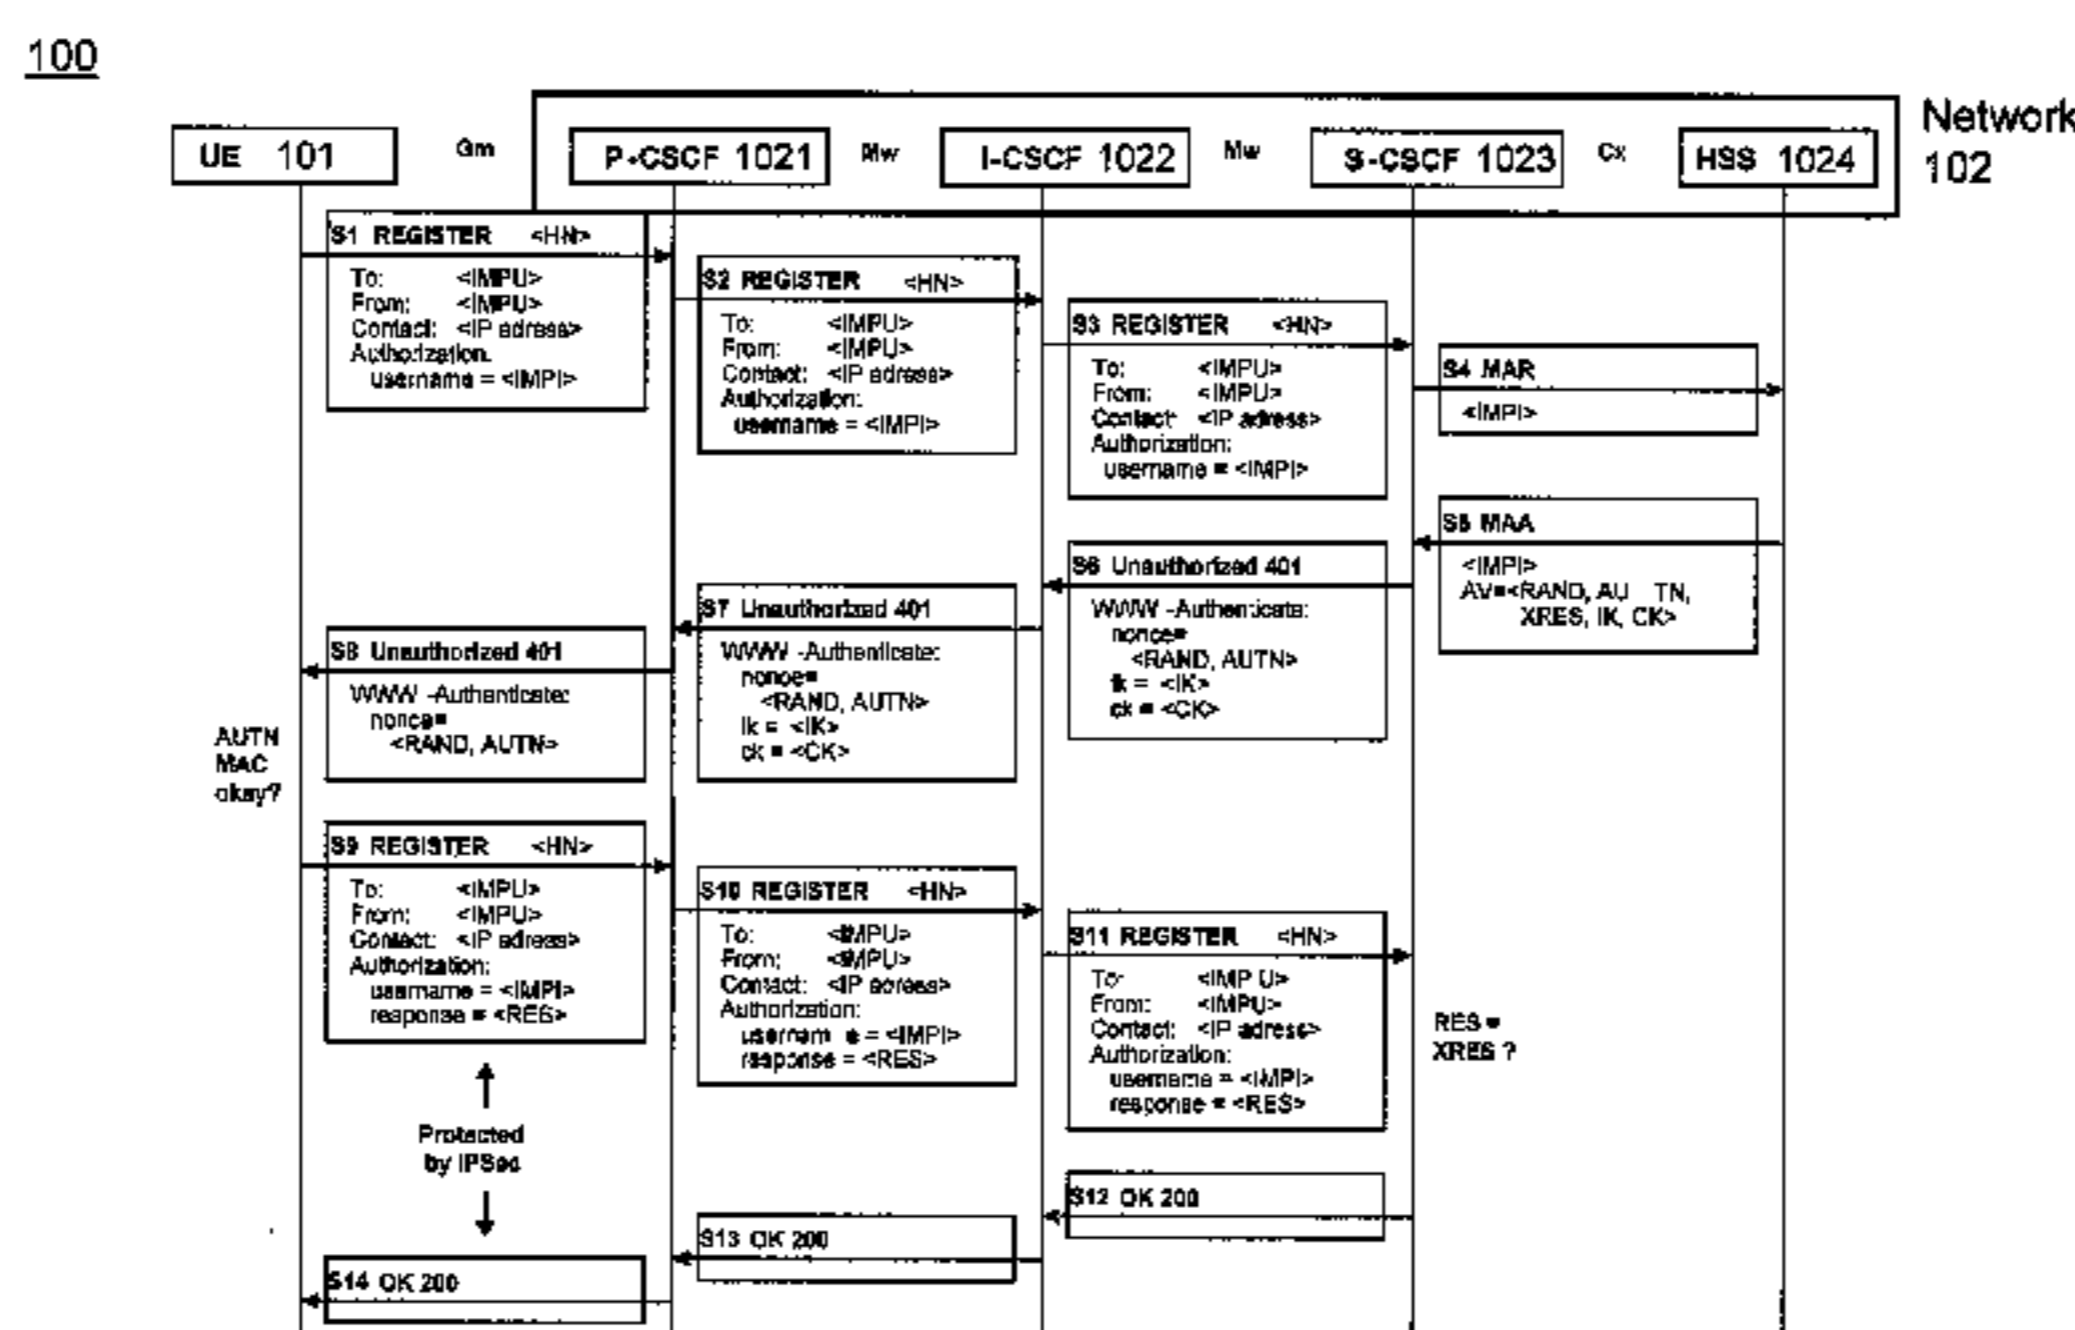 100
Network
102
UE 101
Gm
P-CSCF 1021
Mw
I-CSCF 1022
Mw
S-CSCF 1023
Cx
HSS 1024
S1 REGISTER <HN>
To: <IMPU>
From: <IMPU>
Contact: <IP adress>
Authorization:
username = <IMPI>
S2 REGISTER <HN>
To: <IMPU>
From: <IMPU>
Contact: <IP adress>
Authorization:
username = <IMPI>
S3 REGISTER <HN>
To: <IMPU>
From: <IMPU>
Contact: <IP adress>
Authorization:
username = <IMPI>
S4 MAR
<IMPI>
S5 MAA
<IMPI>
AV=<RAND, AU TN,
XRES, IK, CK>
S6 Unauthorized 401
WWW -Authenticate:
nonce=
<RAND, AUTN>
ik = <IK>
ck = <CK>
S7 Unauthorized 401
WWW -Authenticate:
nonce=
<RAND, AUTN>
ik = <IK>
ck = <CK>
S8 Unauthorized 401
WWW -Authenticate:
nonce=
<RAND, AUTN>
AUTN
MAC
okay?
S9 REGISTER <HN>
To: <IMPU>
From: <IMPU>
Contact: <IP adress>
Authorization:
username = <IMPI>
response = <RES>
S10 REGISTER <HN>
To: <IMPU>
From: <IMPU>
Contact: <IP adress>
Authorization:
usernam e = <IMPI>
response = <RES>
S11 REGISTER <HN>
To: <IMP U>
From: <IMPU>
Contact: <IP adress>
Authorization:
username = <IMPI>
response = <RES>
RES =
XRES ?
Protected
by IPSec
S12 OK 200
S13 OK 200
S14 OK 200